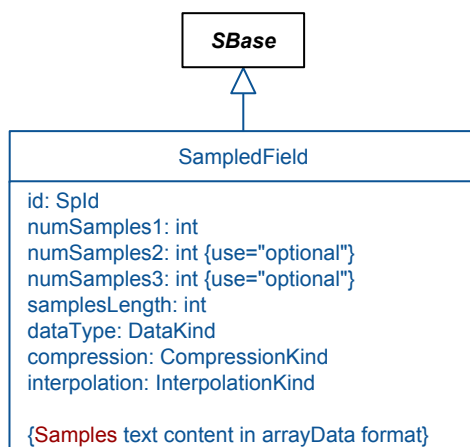 SBase
SampledField
id: SpId
numSamples1: int
numSamples2: int {use="optional"}
numSamples3: int {use="optional"}
samplesLength: int
dataType: DataKind
compression: CompressionKind
interpolation: InterpolationKind
{Samples text content in arrayData format}